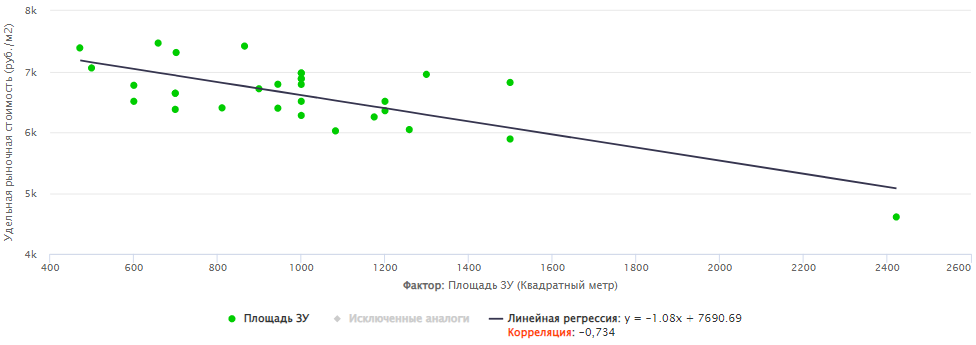 Удельная рыночная стоимость (руб./м2)
8k
7k
6k
5k
4k
400 600 800 1000 1200 1400 1600 1800 2000 2200 2400 2600
Фактор: Площадь ЗУ (Квадратный метр)
Площадь ЗУ Исключенные аналоги Линейная регрессия: y = −1.08x + 7690.69
Корреляция: −0,734